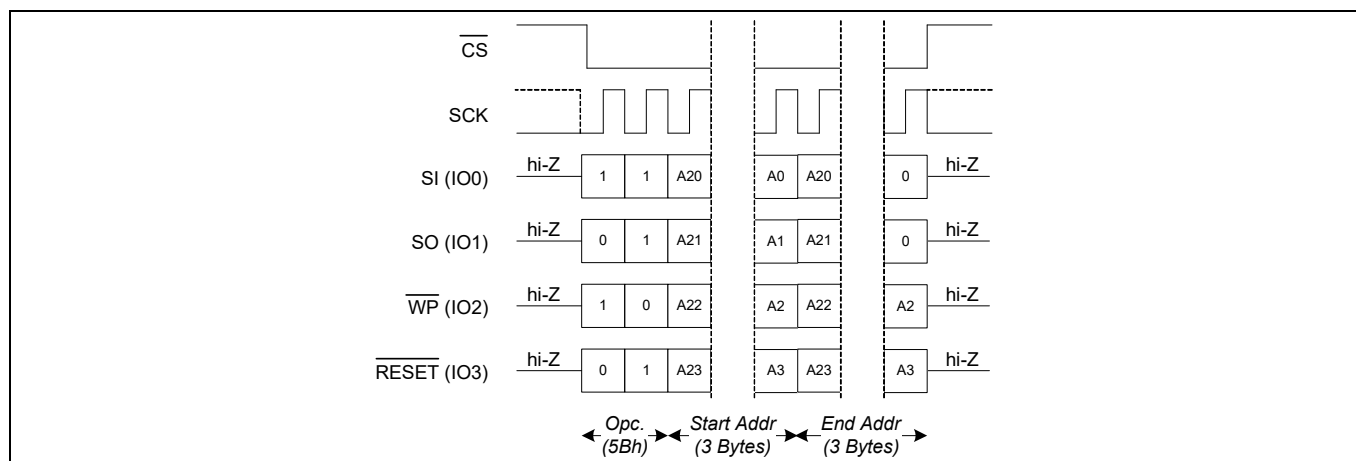 CS
SCK
SI (IO0) hi-Z 1 1 A20 A0 A20 0 hi-Z
SO (IO1) hi-Z 0 1 A21 A1 A21 0 hi-Z
WP (IO2) hi-Z 1 0 A22 A2 A22 A2 hi-Z
RESET (IO3) hi-Z 0 1 A23 A3 A23 A3 hi-Z
Opc. Start Addr End Addr
(5Bh) (3 Bytes) (3 Bytes)